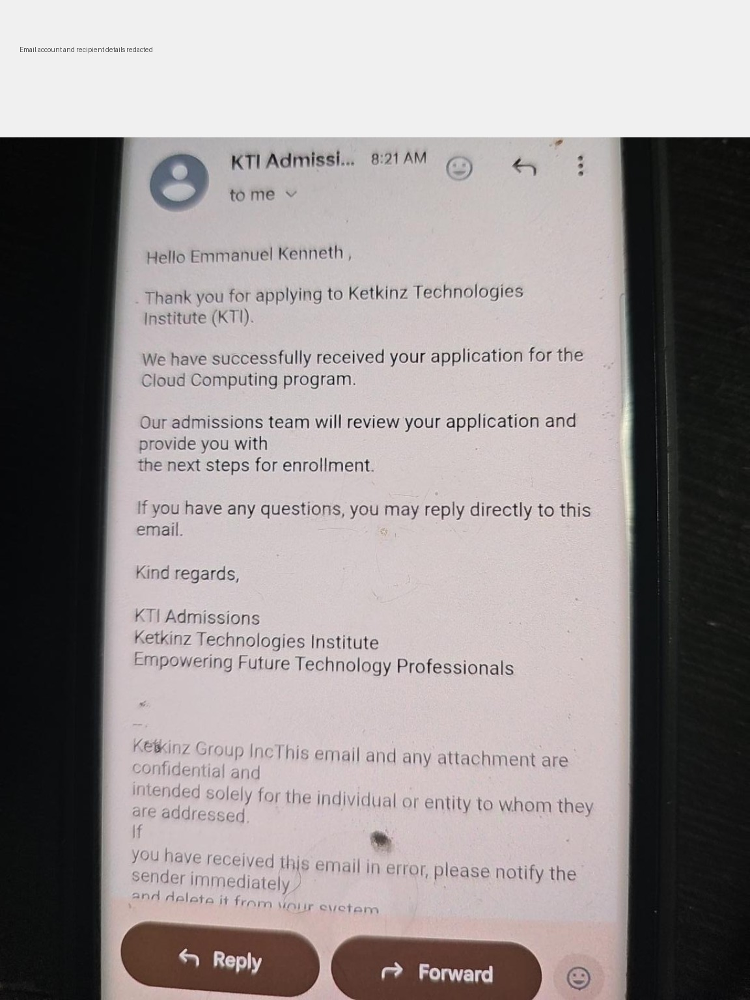 Email account and recipient details redacted
KTI Admissi... 8:21 AM
to me
Hello Emmanuel Kenneth ,
Thank you for applying to Ketkinz Technologies
Institute (KTI).
We have successfully received your application for the
Cloud Computing program.
Our admissions team will review your application and
provide you with
the next steps for enrollment.
If you have any questions, you may reply directly to this
email.
Kind regards,
KTI Admissions
Ketkinz Technologies Institute
Empowering Future Technology Professionals
Ketkinz Group IncThis email and any attachment are
confidential and
intended solely for the individual or entity to whom they
are addressed.
If
you have received this email in error, please notify the
sender immediately
and delete it from your system
Reply Forward